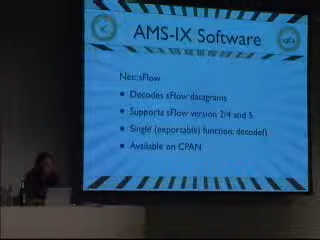 AMS-IX Software
Net::sFlow
• Decodes sFlow datagrams
• Supports sFlow version 2/4 and 5
• Single (exportable) function: decode()
• Available on CPAN